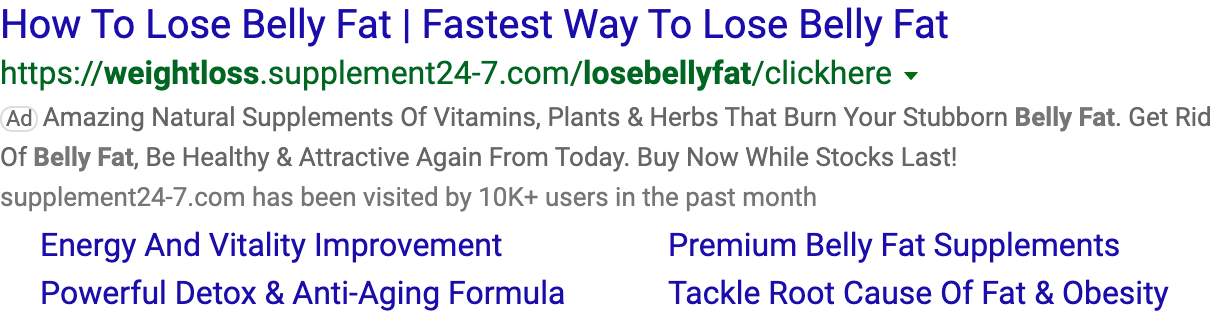 How To Lose Belly Fat | Fastest Way To Lose Belly Fat
https://weightloss.supplement24-7.com/losebellyfat/clickhere
Ad Amazing Natural Supplements Of Vitamins, Plants & Herbs That Burn Your Stubborn Belly Fat. Get Rid
Of Belly Fat, Be Healthy & Attractive Again From Today. Buy Now While Stocks Last!
supplement24-7.com has been visited by 10K+ users in the past month
Energy And Vitality Improvement Premium Belly Fat Supplements
Powerful Detox & Anti-Aging Formula Tackle Root Cause Of Fat & Obesity